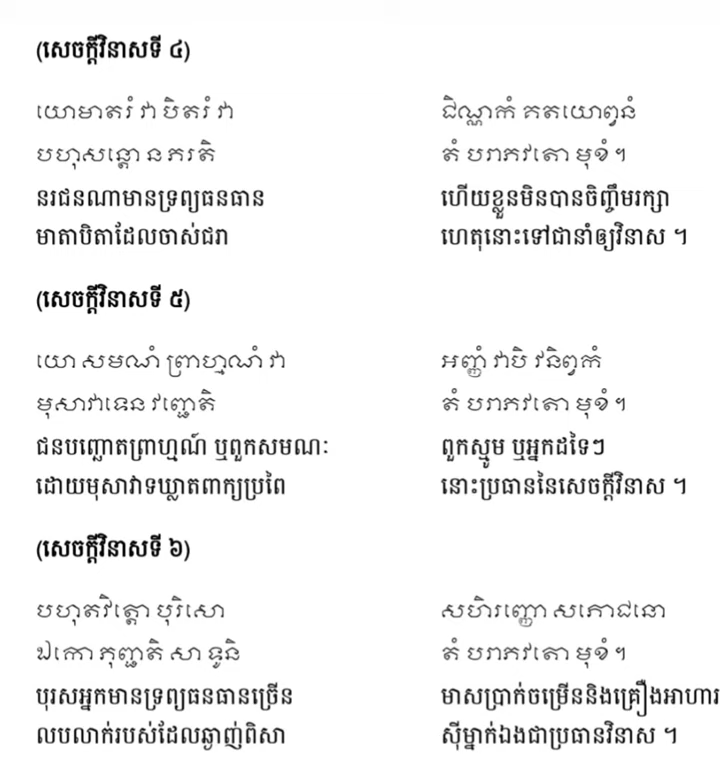 (សេចក្តីវិនាសទី ៤)
យោមាតរំ វា បិតរំ វា ជិណ្ណកំ គតយោព្វនំ
បហុសន្តោ ន ភរតិ តំ បរាភវតោ មុខំ ។
នរជនណាមានទ្រព្យធនធាន ហើយខ្លួនមិនបានចិញ្ចឹមរក្សា
មាតាបិតាដែលចាស់ជរា ហេតុនោះទៅជានាំឲ្យវិនាស ។
(សេចក្តីវិនាសទី ៥)
យោ សមណំ ព្រាហ្មណំ វា អញ្ញំ វាបិ វនិព្វកំ
មុសាវាទេន វញ្ចេតិ តំ បរាភវតោ មុខំ ។
ជនបញ្ឆោតព្រាហ្មណ៍ ឬពួកសមណៈ ពួកស្មូម ឬអ្នកដទៃៗ
ដោយមុសាវាទឃ្លាតពាក្យប្រពៃ នោះប្រធាននៃសេចក្តីវិនាស ។
(សេចក្តីវិនាសទី ៦)
បហុតវិត្តោ បុរិសោ សហិរញ្ញោ សភោជនោ
ឯកោ ភុញ្ជតិ សា ទូនិ តំ បរាភវតោ មុខំ ។
បុរសអ្នកមានទ្រព្យធនធានច្រើន មាសប្រាក់ចម្រើននិងគ្រឿងអាហារ
លបលាក់របស់ដែលឆ្ងាញ់ពិសា ស៊ីម្នាក់ឯងជាប្រធានវិនាស ។